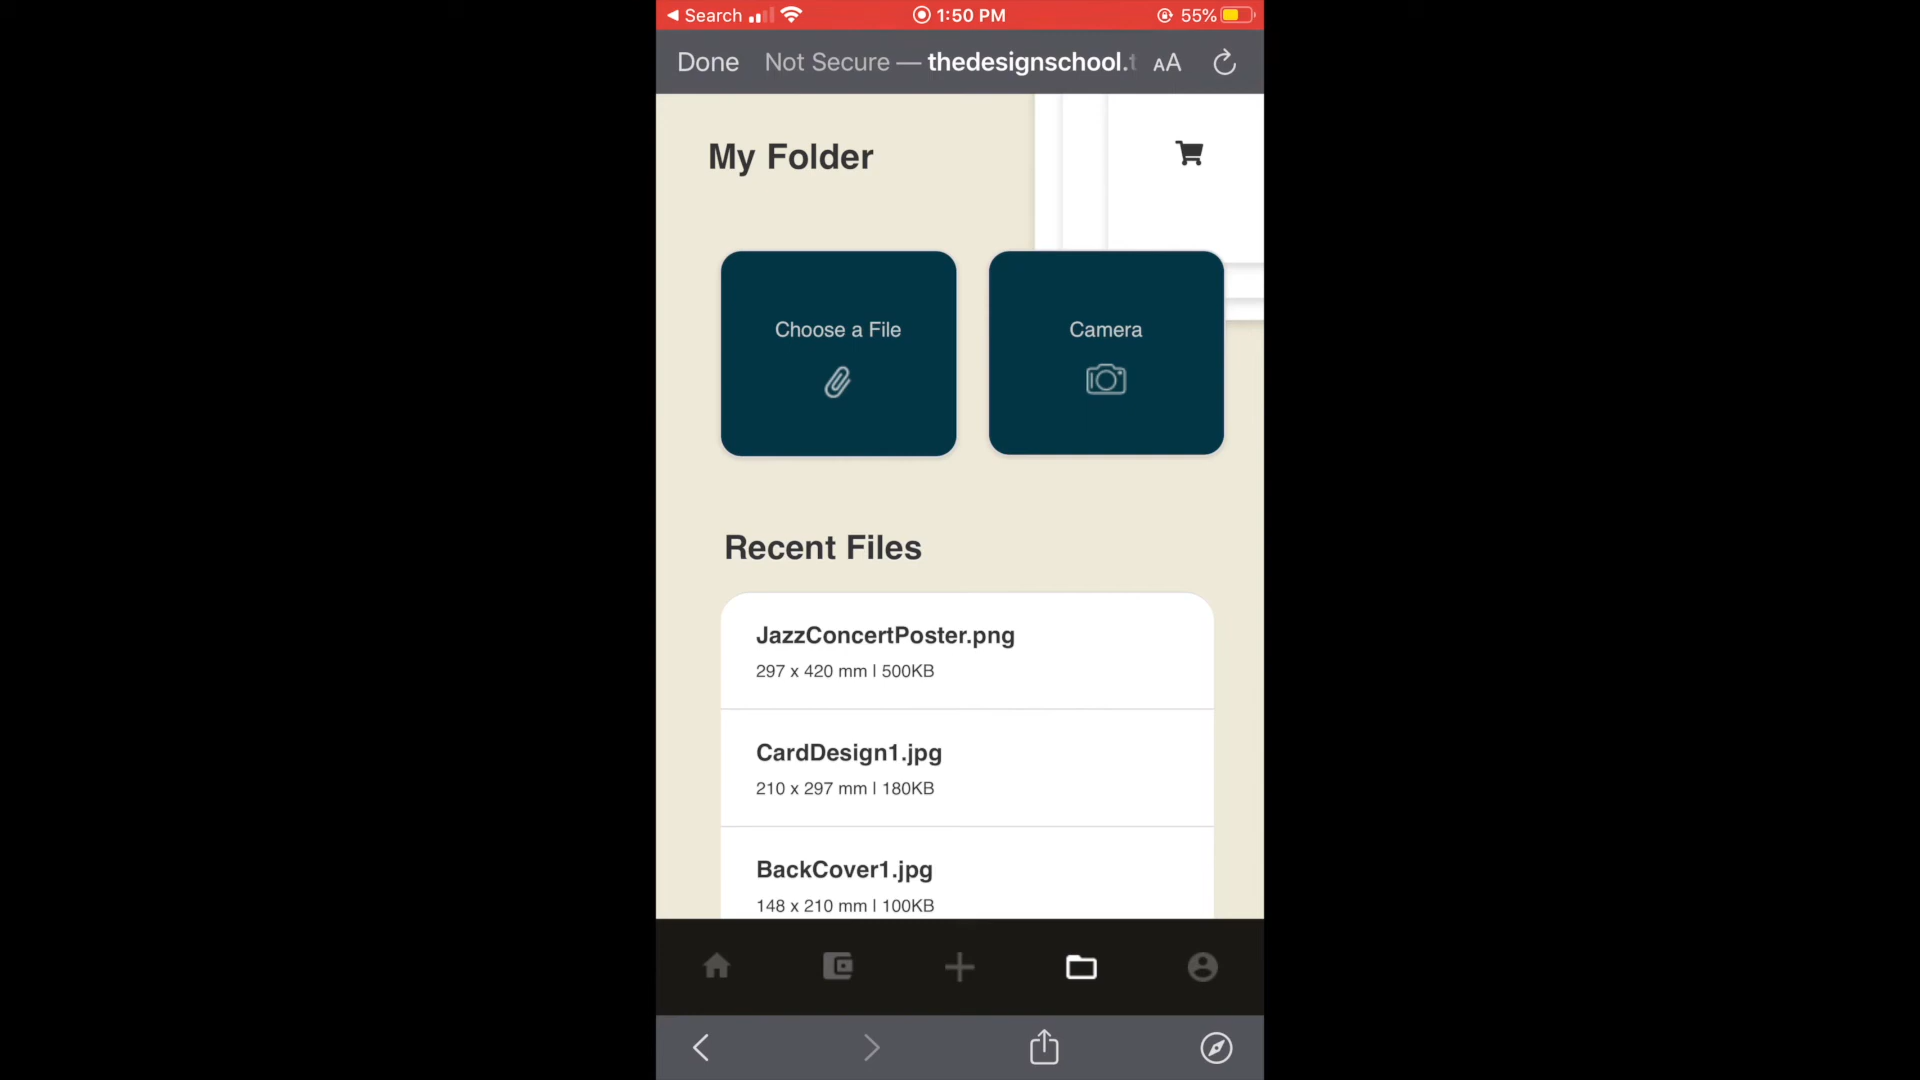 Search 1:50 PM 55%
Done Not Secure — thedesignschool. AA
My Folder
Choose a File
Camera
Recent Files
JazzConcertPoster.png
297 x 420 mm | 500KB
CardDesign1.jpg
210 x 297 mm | 180KB
BackCover1.jpg
148 x 210 mm | 100KB